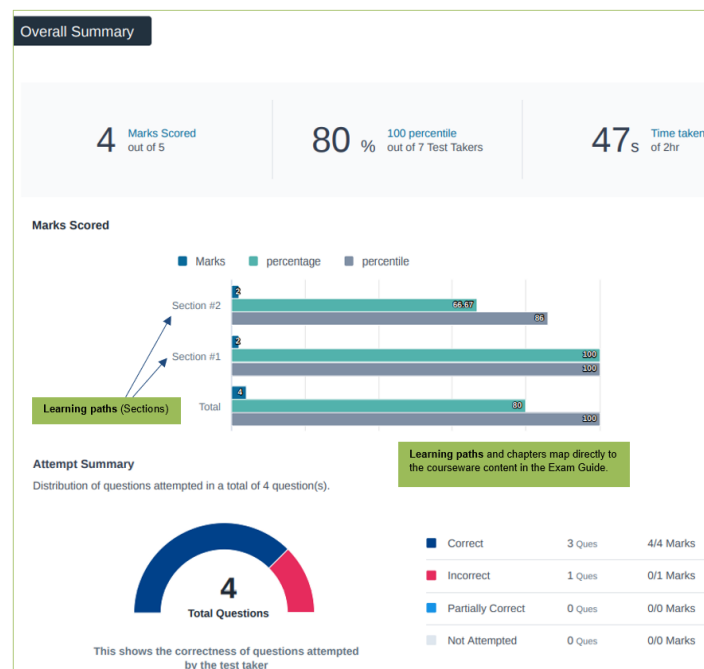 Overall Summary
4 Marks Scored
out of 5
80 % 100 percentile
out of 7 Test Takers
47s Time taken
of 2hr
Marks Scored
Marks percentage percentile
Section #2
2
66.67
86
Section #1
2
100
100
Total
4
80
100
Learning paths (Sections)
Learning paths and chapters map directly to
the courseware content in the Exam Guide.
Attempt Summary
Distribution of questions attempted in a total of 4 question(s).
4
Total Questions
This shows the correctness of questions attempted
by the test taker
Correct 3 Ques 4/4 Marks
Incorrect 1 Ques 0/1 Marks
Partially Correct 0 Ques 0/0 Marks
Not Attempted 0 Ques 0/0 Marks